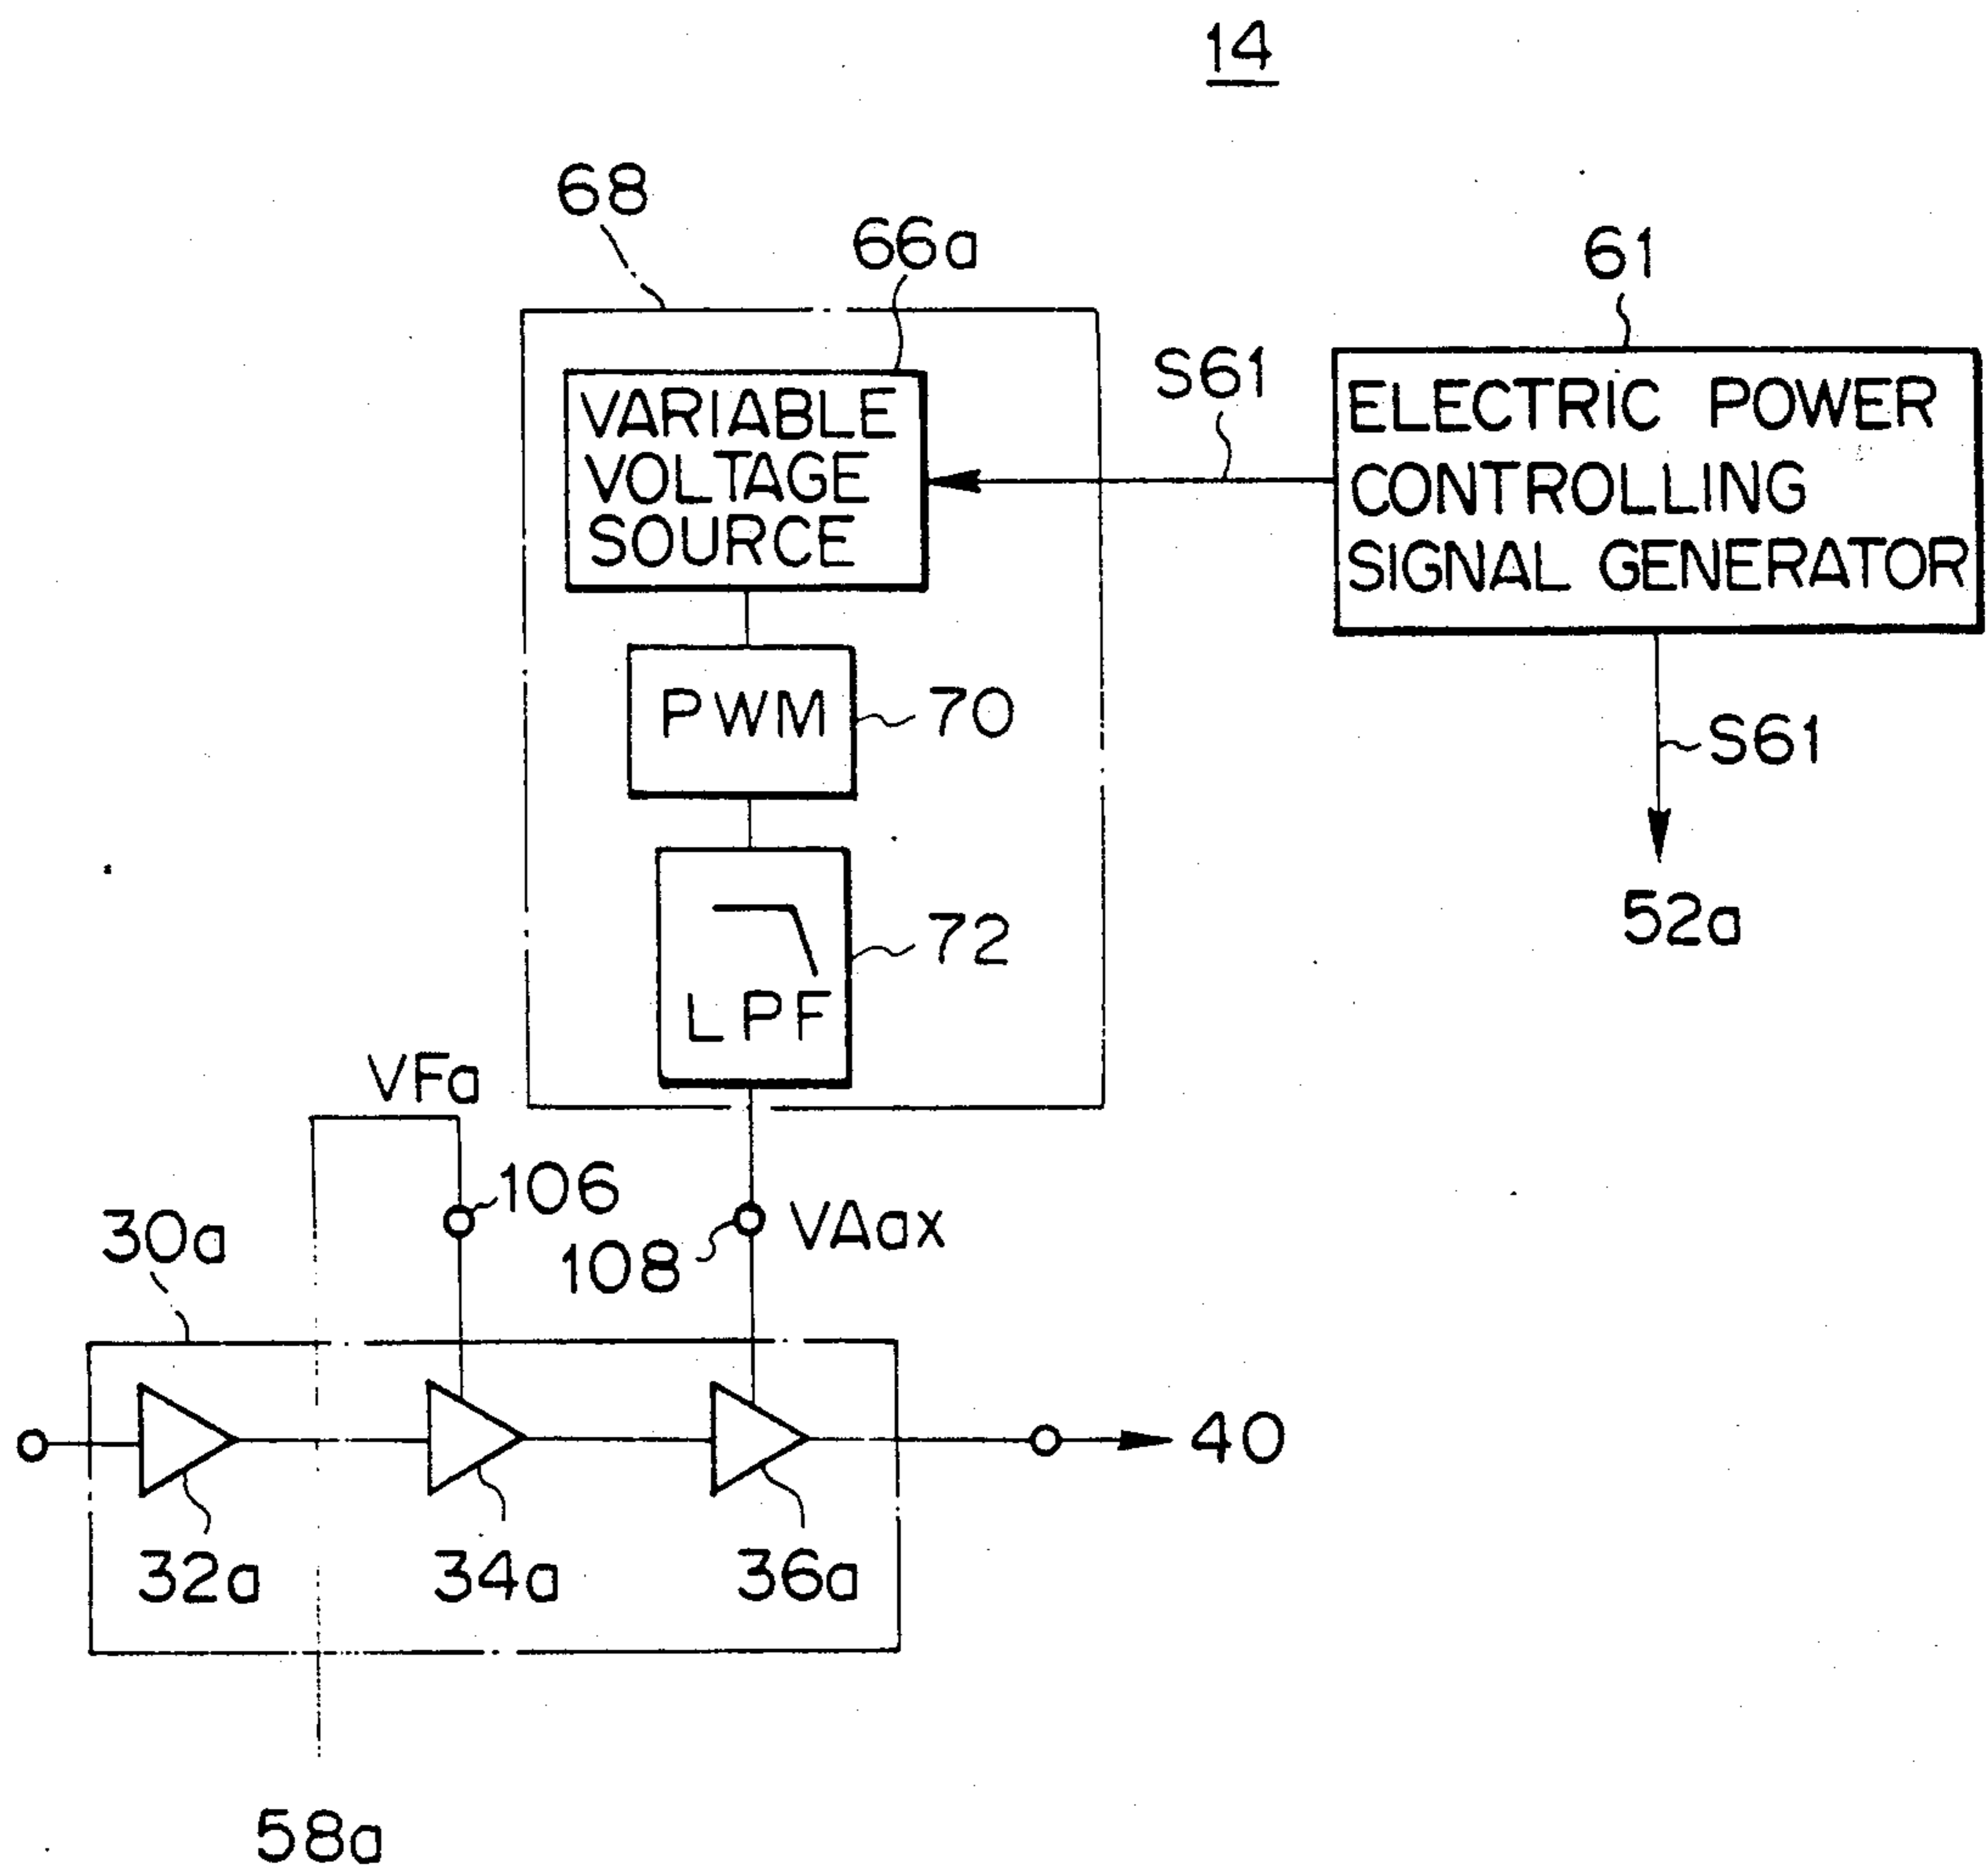 14
68
66a
61
VARIABLE
VOLTAGE
SOURCE
S61
ELECTRIC POWER
CONTROLLING
SIGNAL GENERATOR
PWM
70
S61
72
LPF
52a
VFa
106
30a
108
VAax
40
32a
34a
36a
58a